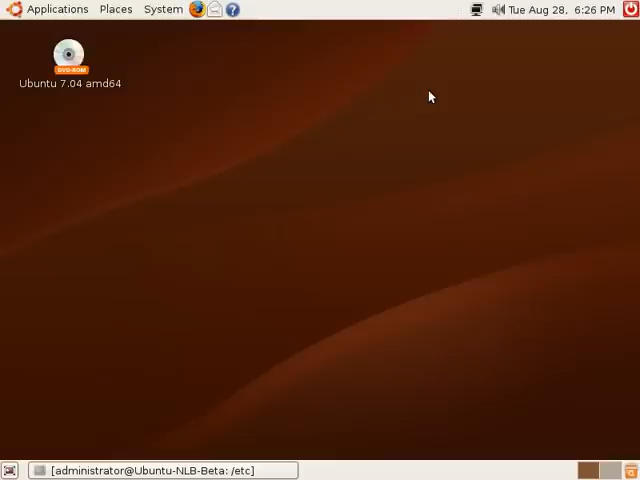 Applications Places System Tue Aug 28, 6:26 PM
DVD-ROM
Ubuntu 7.04 amd64
[administrator@Ubuntu-NLB-Beta: /etc]